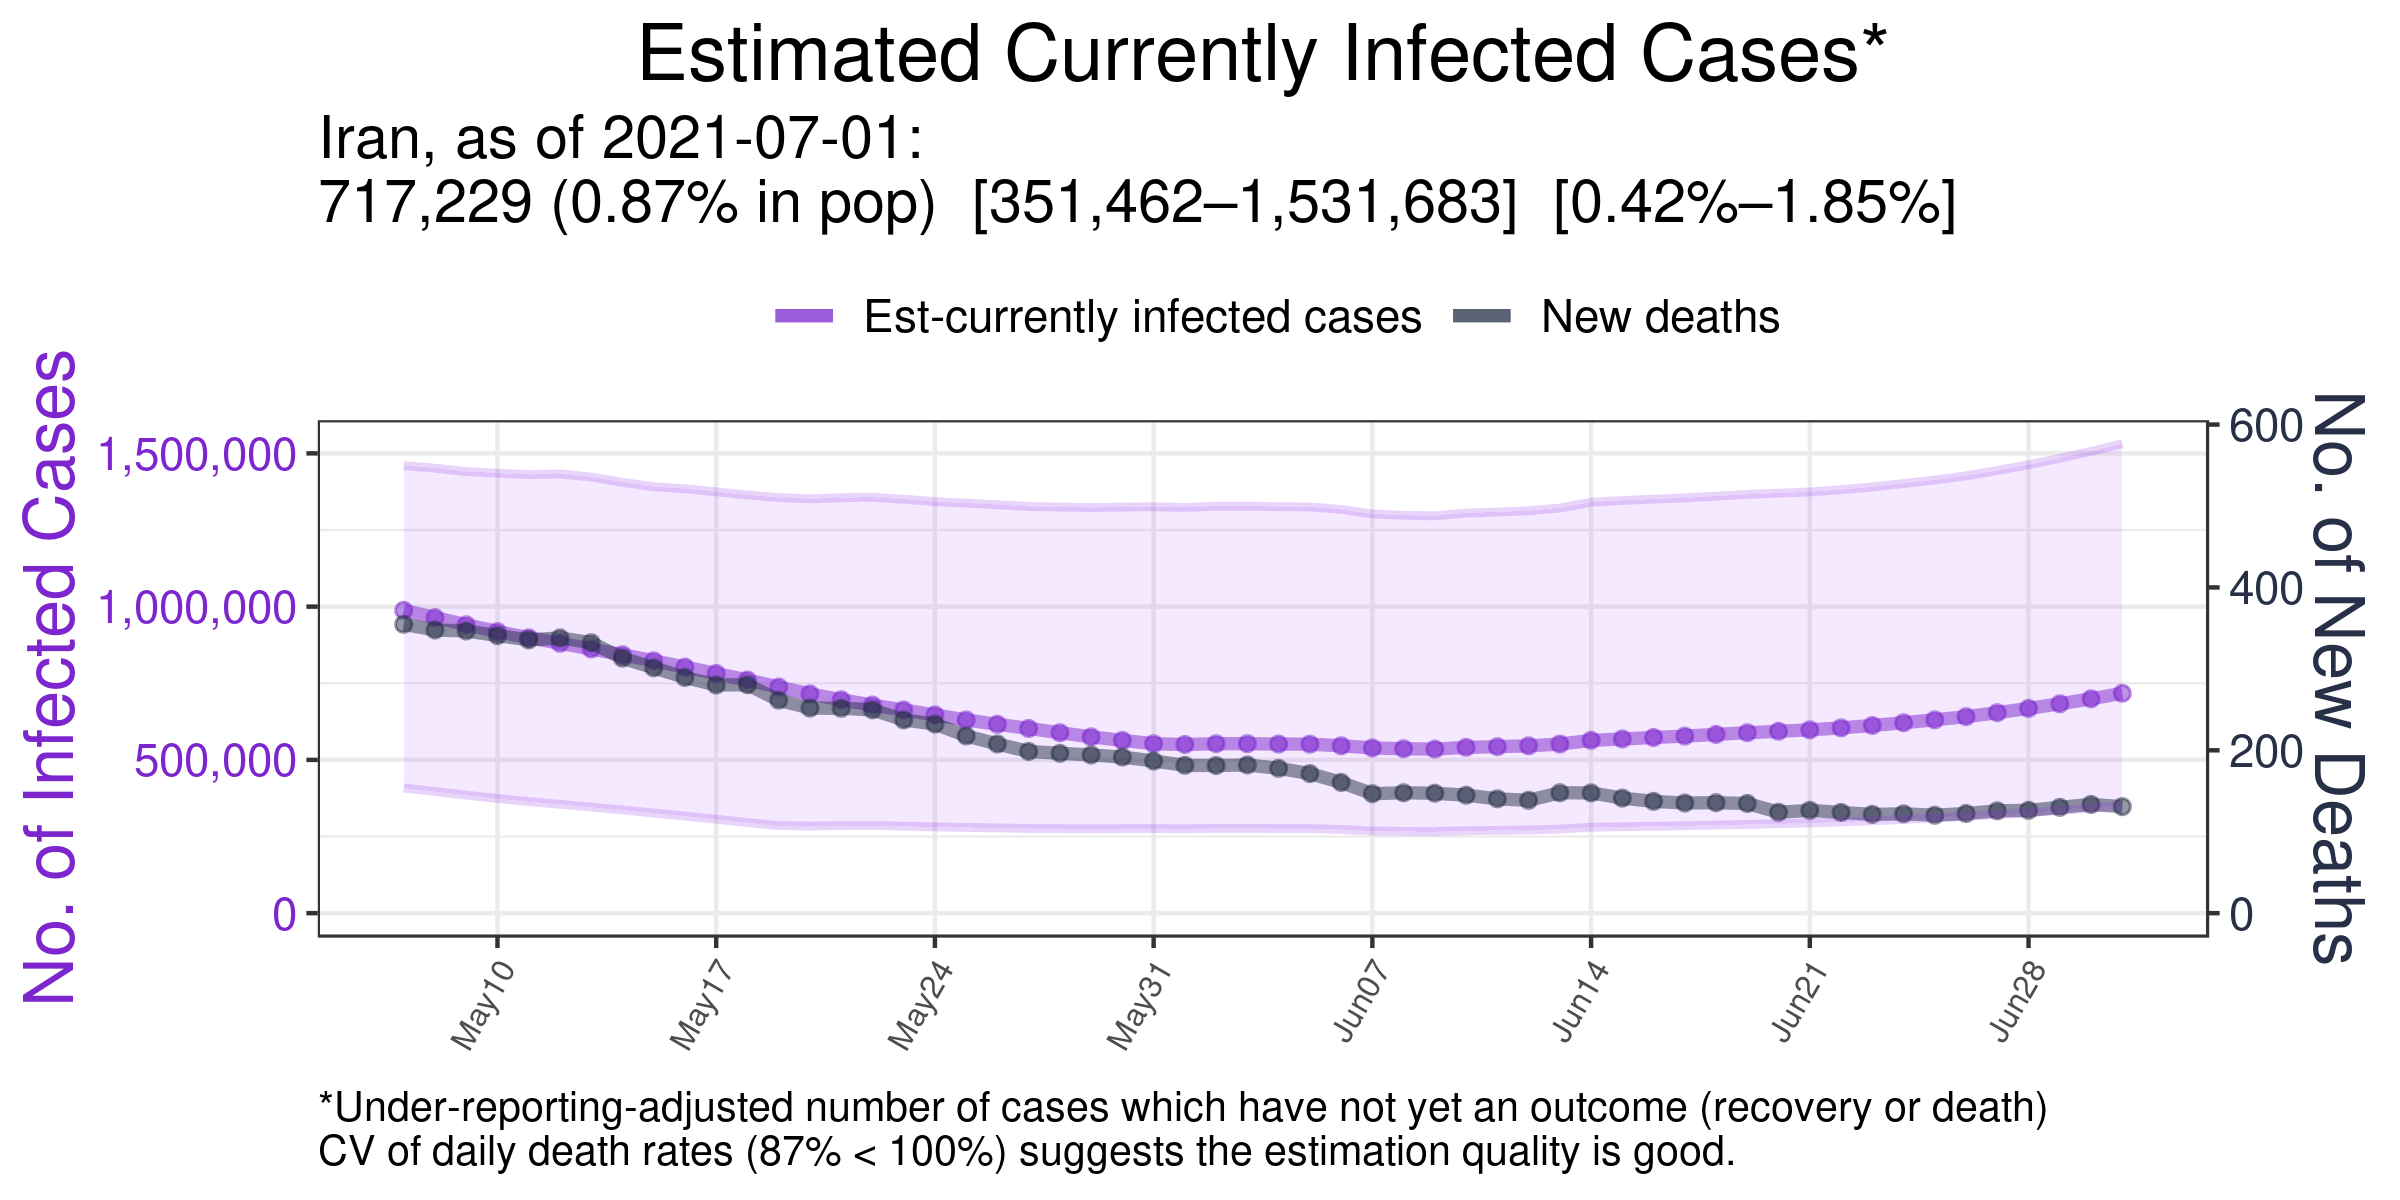 Estimated Currently Infected Cases*
Iran, as of 2021-07-01:
717,229 (0.87% in pop)  [351,462–1,531,683]  [0.42%–1.85%]
Est-currently infected cases
New deaths
No. of Infected Cases
1,500,000
1,000,000
500,000
0
600
400
200
0
No. of New Deaths
May10
May17
May24
May31
Jun07
Jun14
Jun21
Jun28
*Under-reporting-adjusted number of cases which have not yet an outcome (recovery or death)
CV of daily death rates (87% < 100%) suggests the estimation quality is good.